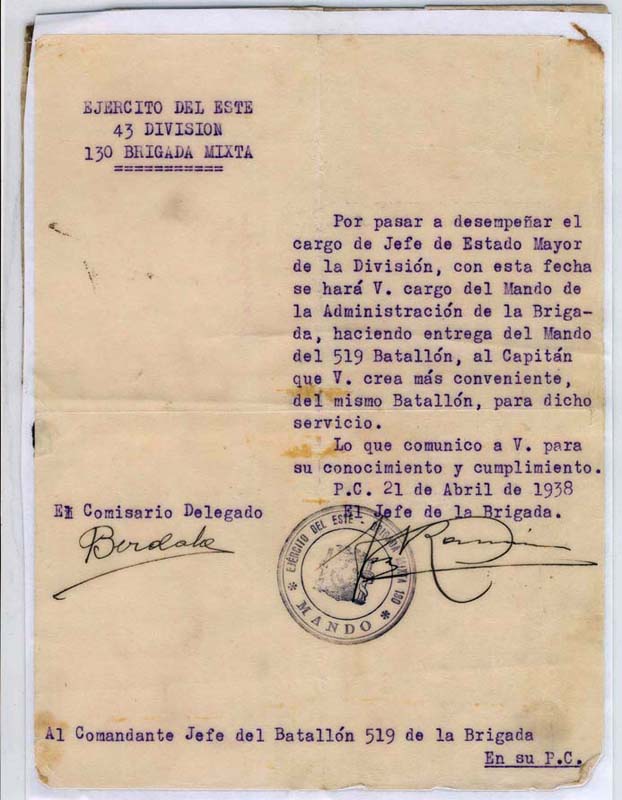 EJERCITO DEL ESTE
43 DIVISION
130 BRIGADA MIXTA
===========
Por pasar a desempeñar el
cargo de Jefe de Estado Mayor
de la División, con esta fecha
se hará V. cargo del Mando de
la Administración de la Briga-
da, haciendo entrega del Mando
del 519 Batallón, al Capitán
que V. crea más conveniente,
del mismo Batallón, para dicho
servicio.
Lo que comunico a V. para
su conocimiento y cumplimiento.
P.C. 21 de Abril de 1938
El Comisario Delegado
El Jefe de la Brigada.
EJÉRCITO DEL ESTE - BRIGADA MIXTA 130
* MANDO *
Al Comandante Jefe del Batallón 519 de la Brigada
En su P.C.